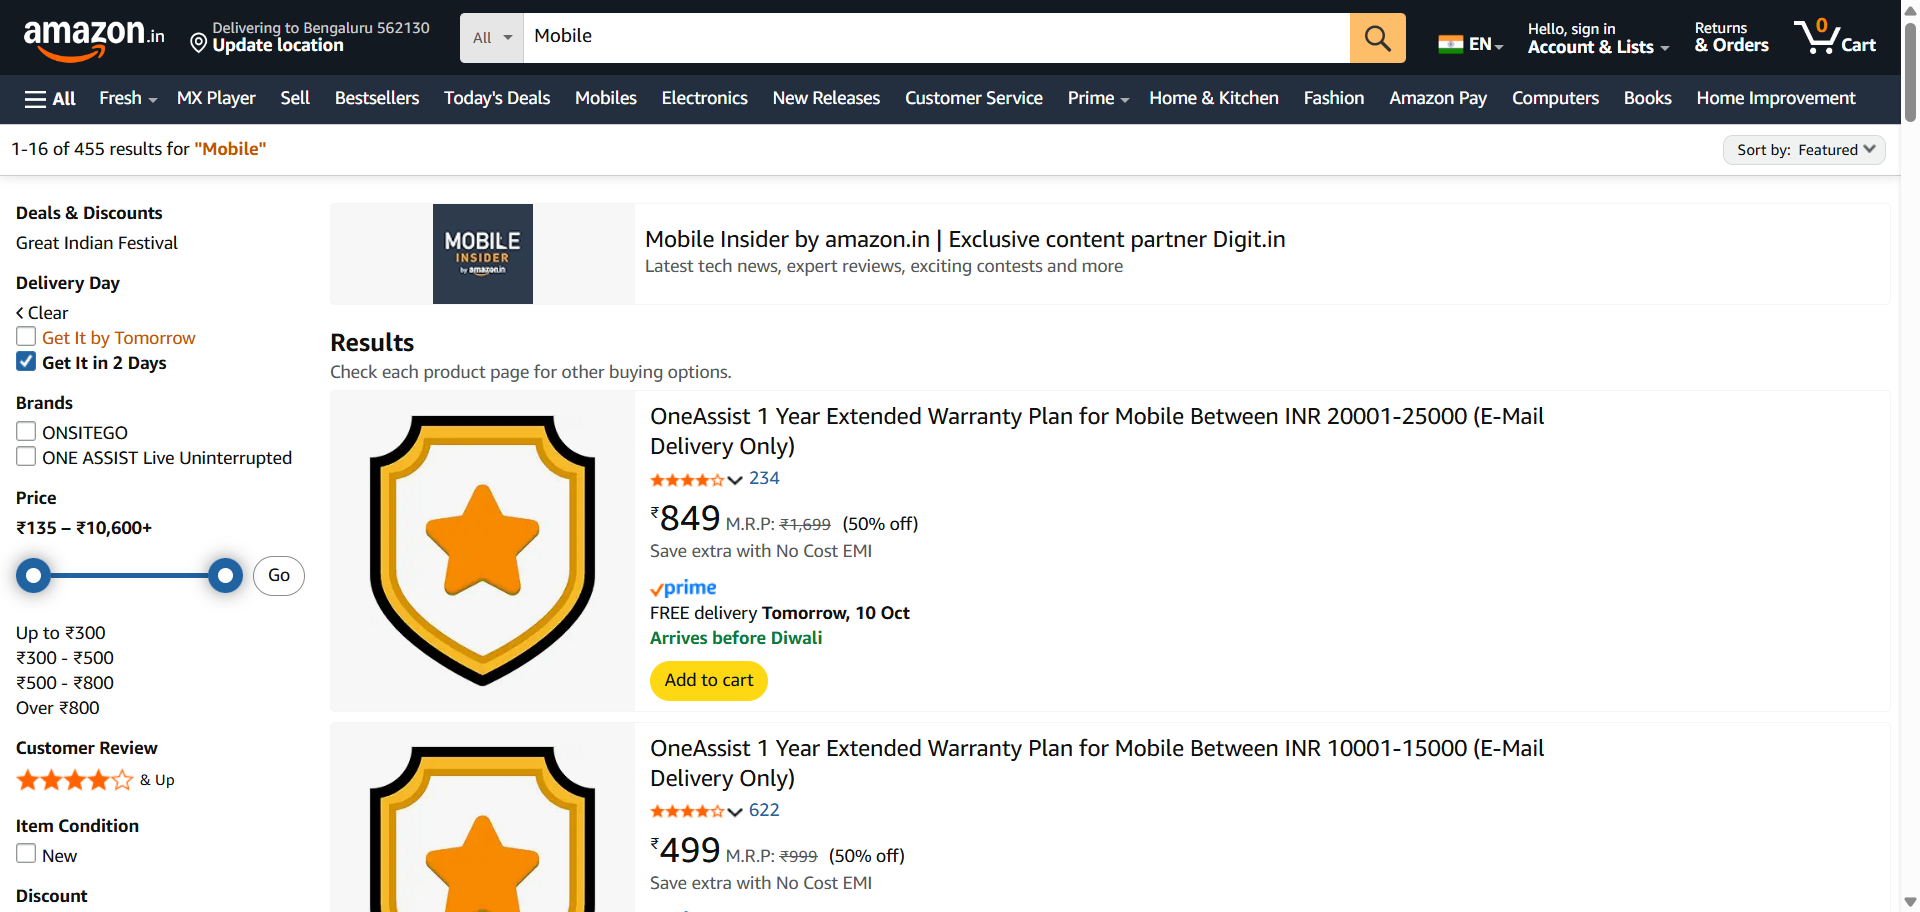 amazon.in
Delivering to Bengaluru 562130
Update location
All
Mobile
EN
Hello, sign in
Account & Lists
Returns
& Orders
0
Cart
All
Fresh
MX Player
Sell
Bestsellers
Today's Deals
Mobiles
Electronics
New Releases
Customer Service
Prime
Home & Kitchen
Fashion
Amazon Pay
Computers
Books
Home Improvement
1-16 of 455 results for "Mobile"
Sort by: Featured
Deals & Discounts
Great Indian Festival
Delivery Day
Clear
Get It by Tomorrow
Get It in 2 Days
Brands
ONSITEGO
ONE ASSIST Live Uninterrupted
Price
₹135 – ₹10,600+
Go
Up to ₹300
₹300 - ₹500
₹500 - ₹800
Over ₹800
Customer Review
& Up
Item Condition
New
Discount
MOBILE
INSIDER
by amazon.in
Mobile Insider by amazon.in | Exclusive content partner Digit.in
Latest tech news, expert reviews, exciting contests and more
Results
Check each product page for other buying options.
OneAssist 1 Year Extended Warranty Plan for Mobile Between INR 20001-25000 (E-Mail
Delivery Only)
234
₹849 M.R.P: ₹1,699 (50% off)
Save extra with No Cost EMI
prime
FREE delivery Tomorrow, 10 Oct
Arrives before Diwali
Add to cart
OneAssist 1 Year Extended Warranty Plan for Mobile Between INR 10001-15000 (E-Mail
Delivery Only)
622
₹499 M.R.P: ₹999 (50% off)
Save extra with No Cost EMI